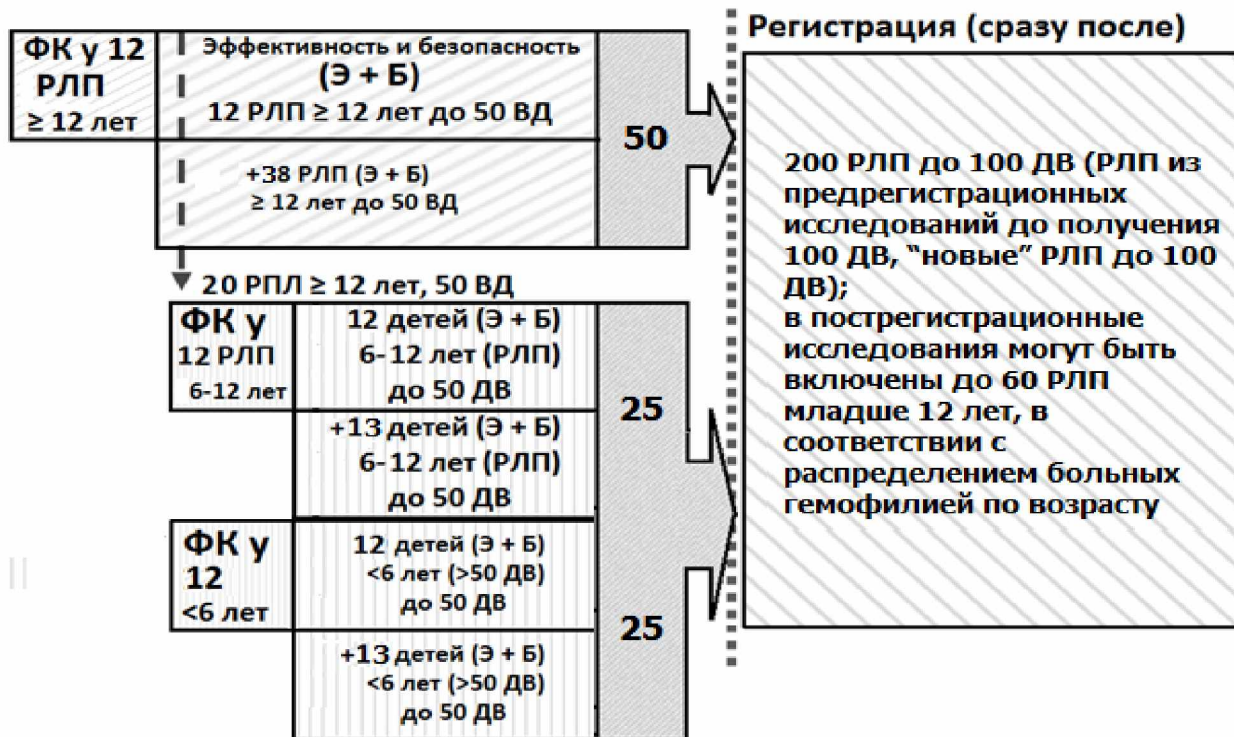 Регистрация (сразу после)
ФК у 12
РЛП
≥ 12 лет
Эффективность и безопасность
(Э + Б)
12 РЛП ≥ 12 лет до 50 ВД
+38 РЛП (Э + Б)
≥ 12 лет до 50 ВД
50
20 РПЛ ≥ 12 лет, 50 ВД
ФК у
12 РЛП
6-12 лет
12 детей (Э + Б)
6-12 лет (РЛП)
до 50 ДВ
+13 детей (Э + Б)
6-12 лет (РЛП)
до 50 ДВ
25
ФК у
12
<6 лет
12 детей (Э + Б)
<6 лет (>50 ДВ)
до 50 ДВ
+13 детей (Э + Б)
<6 лет (>50 ДВ)
до 50 ДВ
25
200 РЛП до 100 ДВ (РЛП из
предрегистрационных
исследований до получения
100 ДВ, “новые” РЛП до 100
ДВ);
в пострегистрационные
исследования могут быть
включены до 60 РЛП
младше 12 лет, в
соответствии с
распределением больных
гемофилией по возрасту